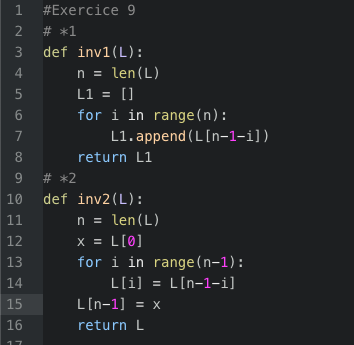 1 #Exercice 9
2 # *1
3 def inv1(L):
4     n = len(L)
5     L1 = []
6     for i in range(n):
7         L1.append(L[n-1-i])
8     return L1
9 # *2
10 def inv2(L):
11     n = len(L)
12     x = L[0]
13     for i in range(n-1):
14         L[i] = L[n-1-i]
15     L[n-1] = x
16     return L
17